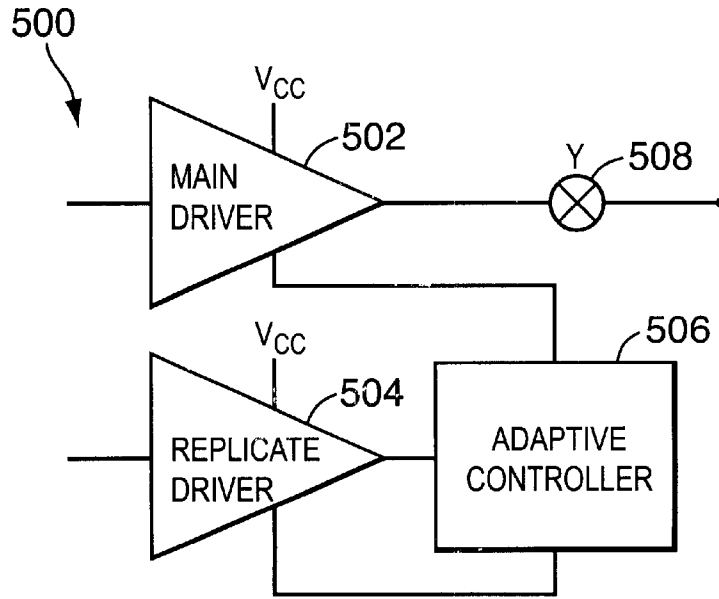 500
VCC
502
MAIN
DRIVER
Y
508
VCC
504
506
REPLICATE
DRIVER
ADAPTIVE
CONTROLLER